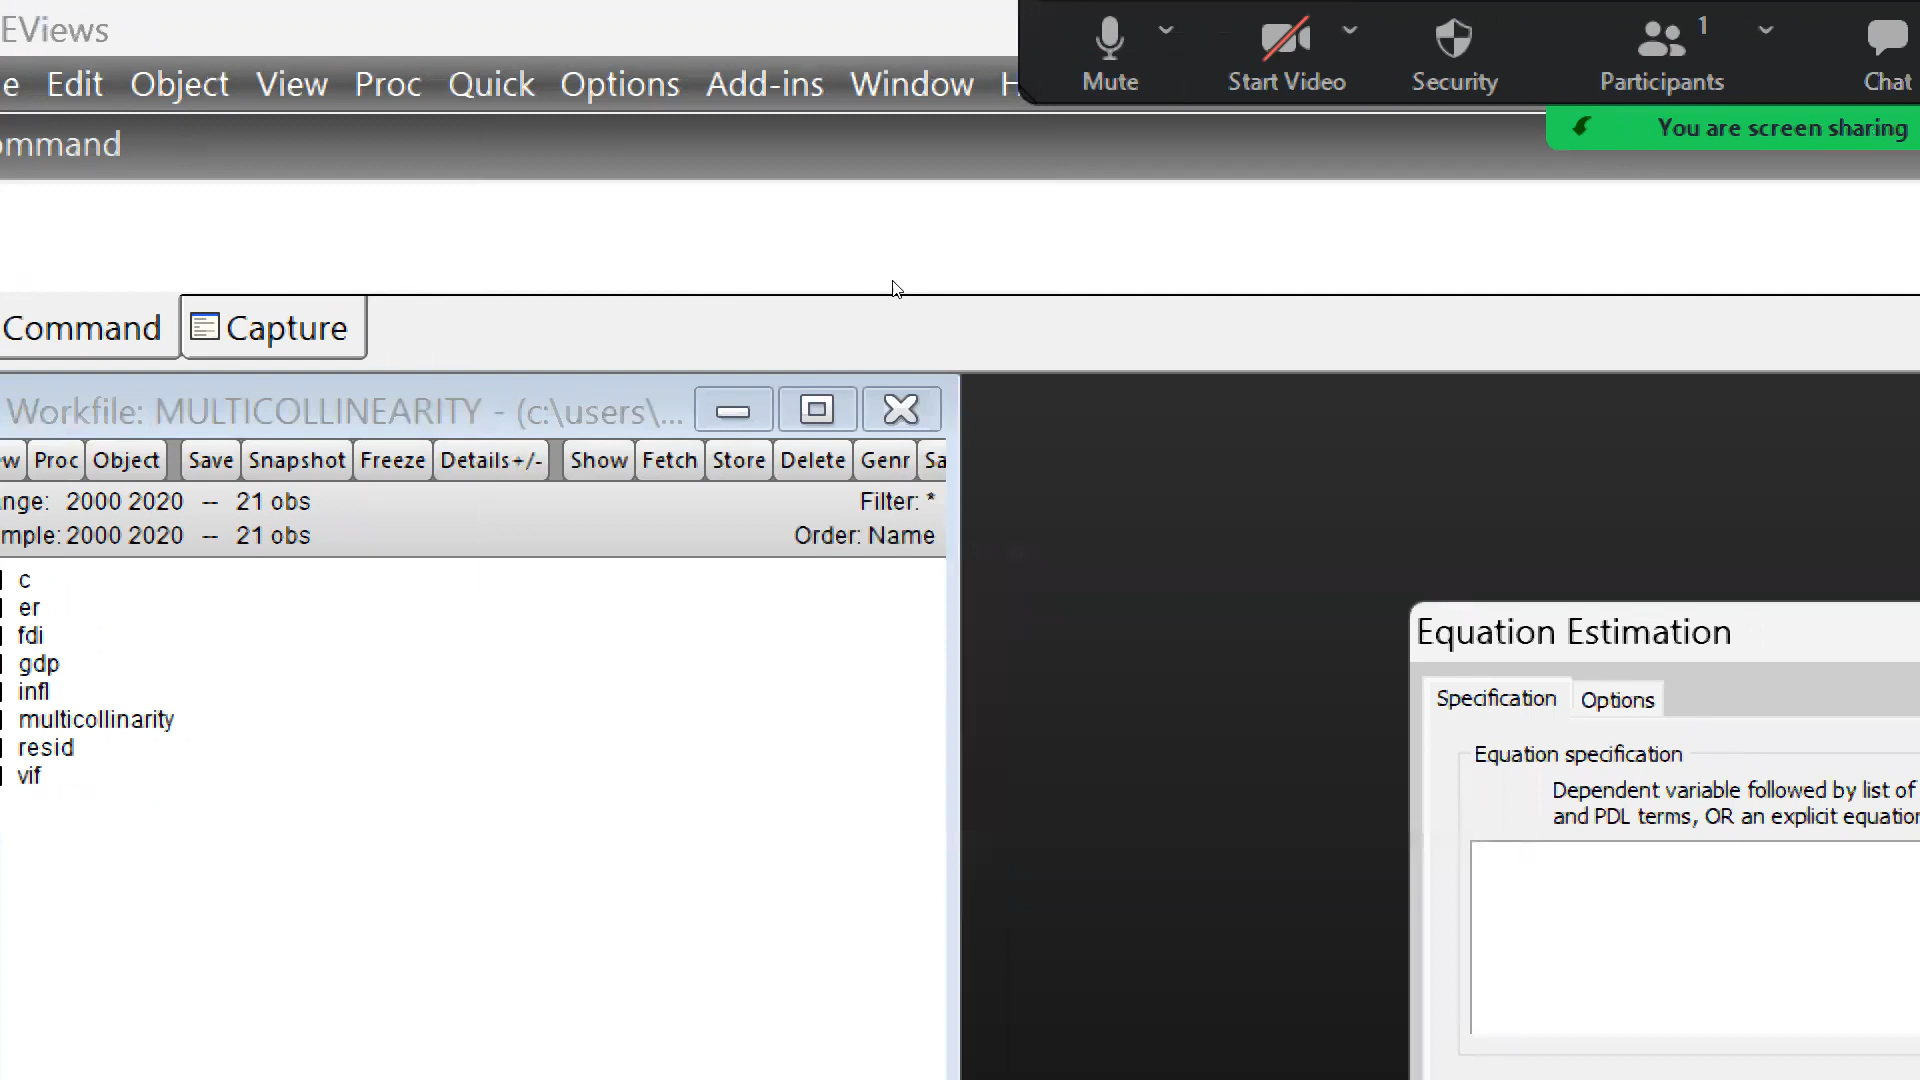 EViews
e Edit Object View Proc Quick Options Add-ins Window H
Mute Start Video Security Participants 1 Chat
You are screen sharing
ommand
Command Capture
Workfile: MULTICOLLINEARITY - (c:\users\...
w Proc Object Save Snapshot Freeze Details+/- Show Fetch Store Delete Genr Sa
nge: 2000 2020 -- 21 obs Filter: *
mple: 2000 2020 -- 21 obs Order: Name
c
er
fdi
gdp
infl
multicollinarity
resid
vif
Equation Estimation
Specification Options
Equation specification
Dependent variable followed by list of
and PDL terms, OR an explicit equation